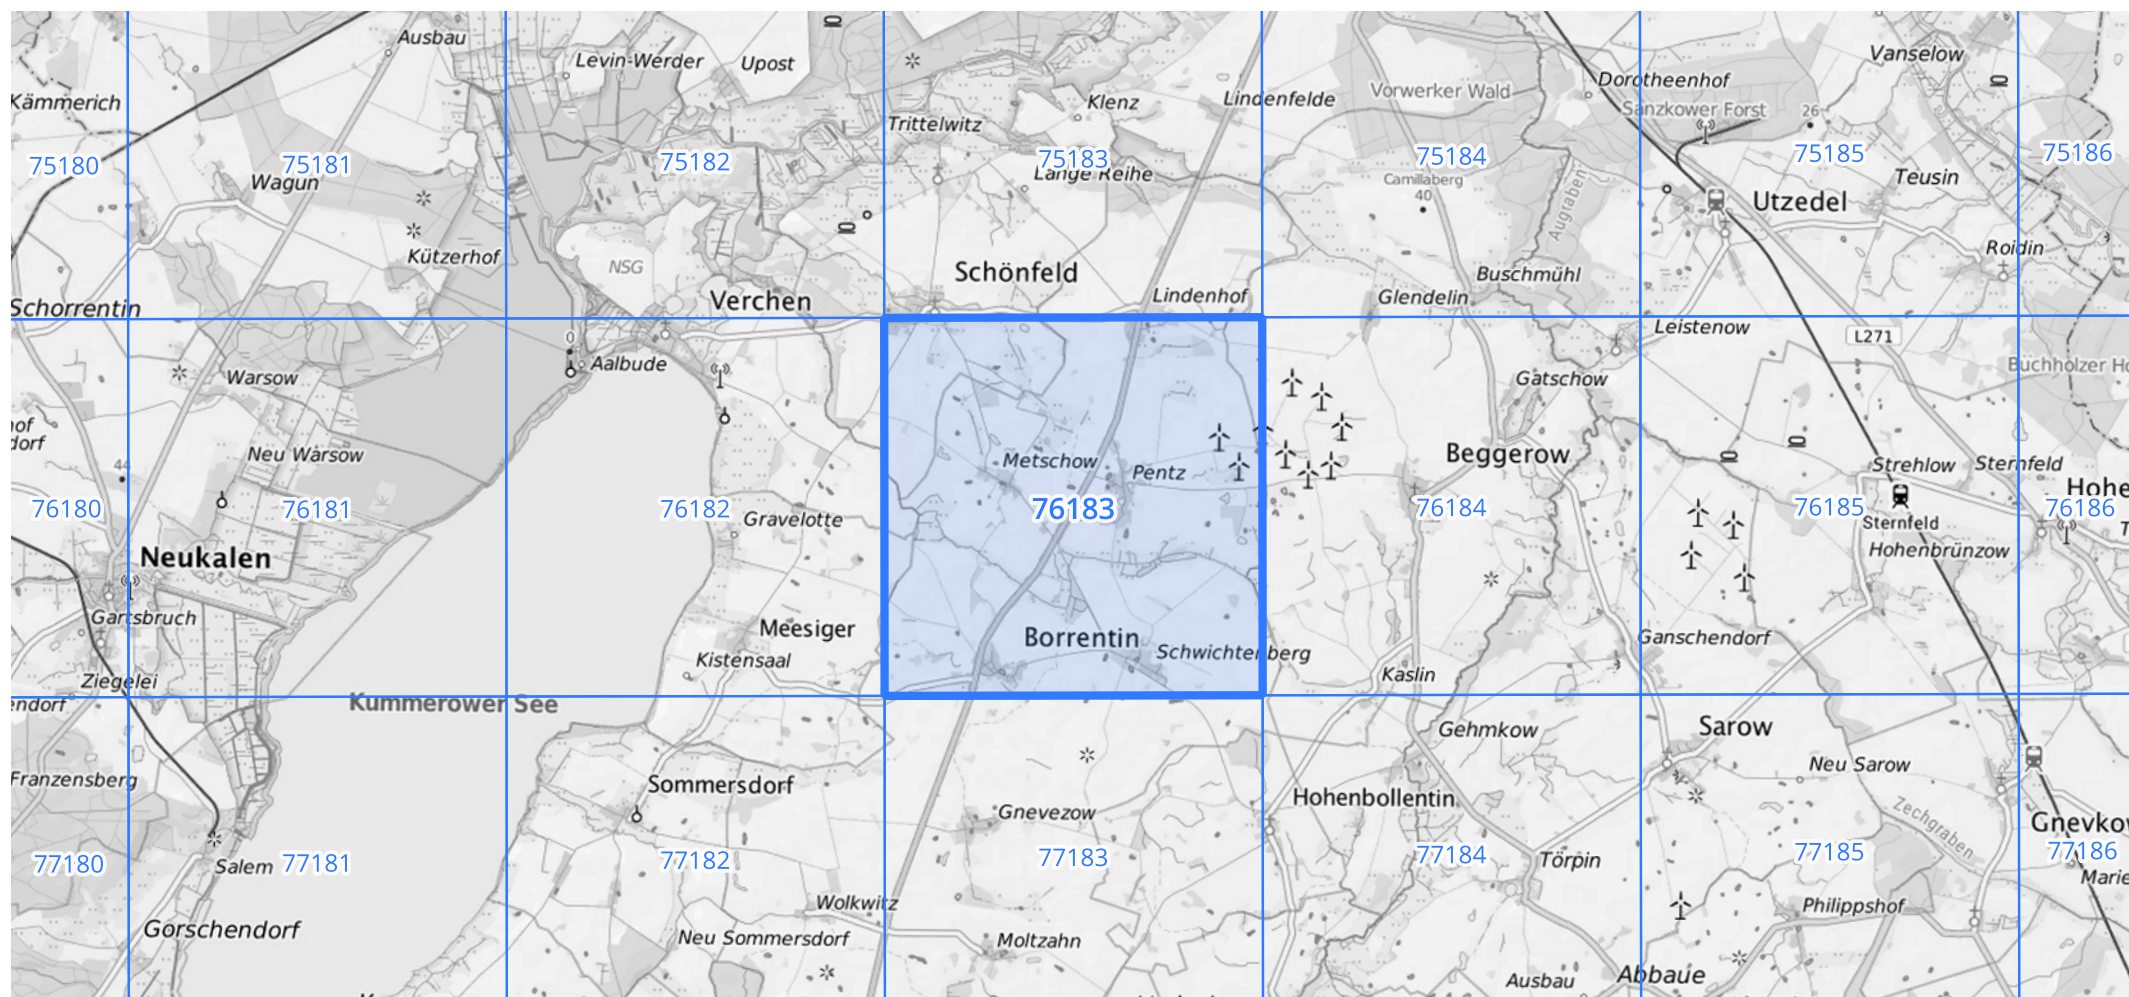 Ausbau
Levin-Werder
Upost
Vanselow
Dorotheenhof
Kämmerich
Klenz
Lindenfelde
Vorwerker Wald
Sanzkower Forst
26
Trittelwitz
75180
75181
75182
75183
75184
75185
75186
Wagun
Lange Reihe
Camillaberg
40
Teusin
Utzedel
Augraben
Kützerhof
NSG
Schönfeld
Buschmühl
Roidin
Schorrentin
Verchen
Lindenhof
Glendelin
Leistenow
L271
0
Aalbude
Warsow
Gatschow
Buchholzer
hof
dorf
Neu Warsow
44
Metschow
Pentz
Beggerow
Strehlow
Sternfeld
Hohe
76180
76181
76182
76183
76184
76185
76186
Gravelotte
Sternfeld
Neukalen
Hohenbrünzow
Gartsbruch
Meesiger
Borrentin
Schwichtenberg
Ganschendorf
Kistensaal
Kaslin
Ziegelei
endorf
Kummerower See
Gehmkow
Sarow
Franzensberg
Sommersdorf
Hohenbollentin
Neu Sarow
Gnevezow
Zechgraben
Gnevkow
77180
77181
77182
77183
77184
77185
77186
Salem
Törpin
Marie
Wolkwitz
Philippshof
Gorschendorf
Neu Sommersdorf
Moltzahn
Ausbau
Abbaue